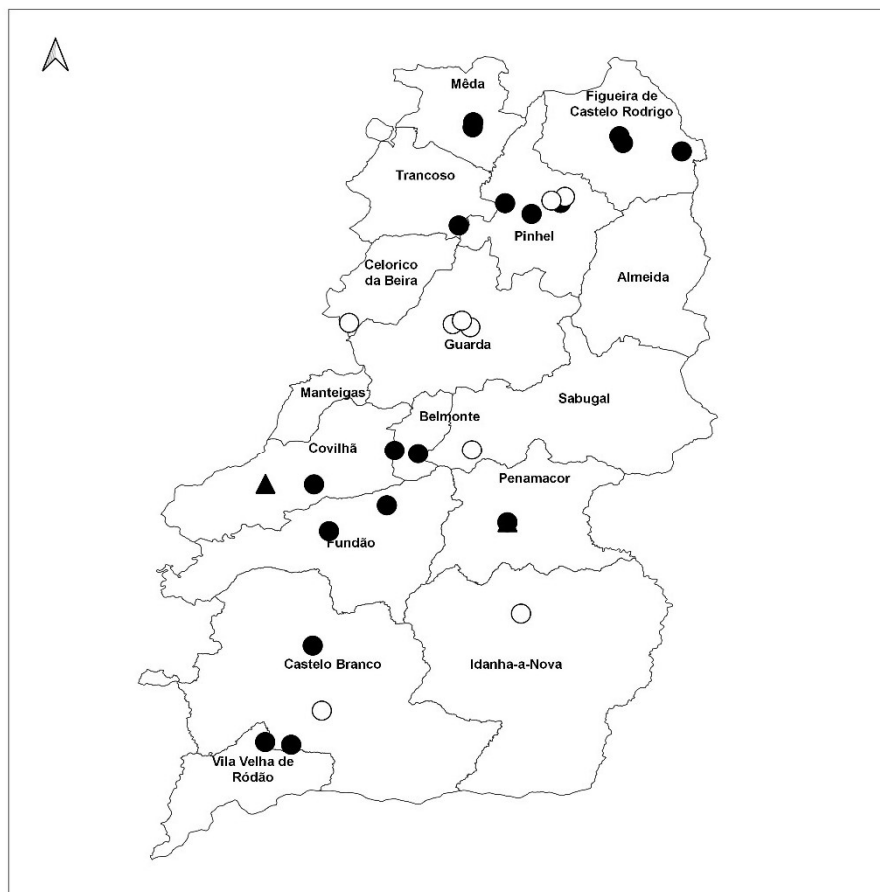 Mêda
Figueira de
Castelo Rodrigo
Trancoso
Pinhel
Celorico
da Beira
Almeida
Guarda
Manteigas
Belmonte
Sabugal
Covilhã
Penamacor
Fundão
Castelo Branco
Idanha-a-Nova
Vila Velha de
Ródão